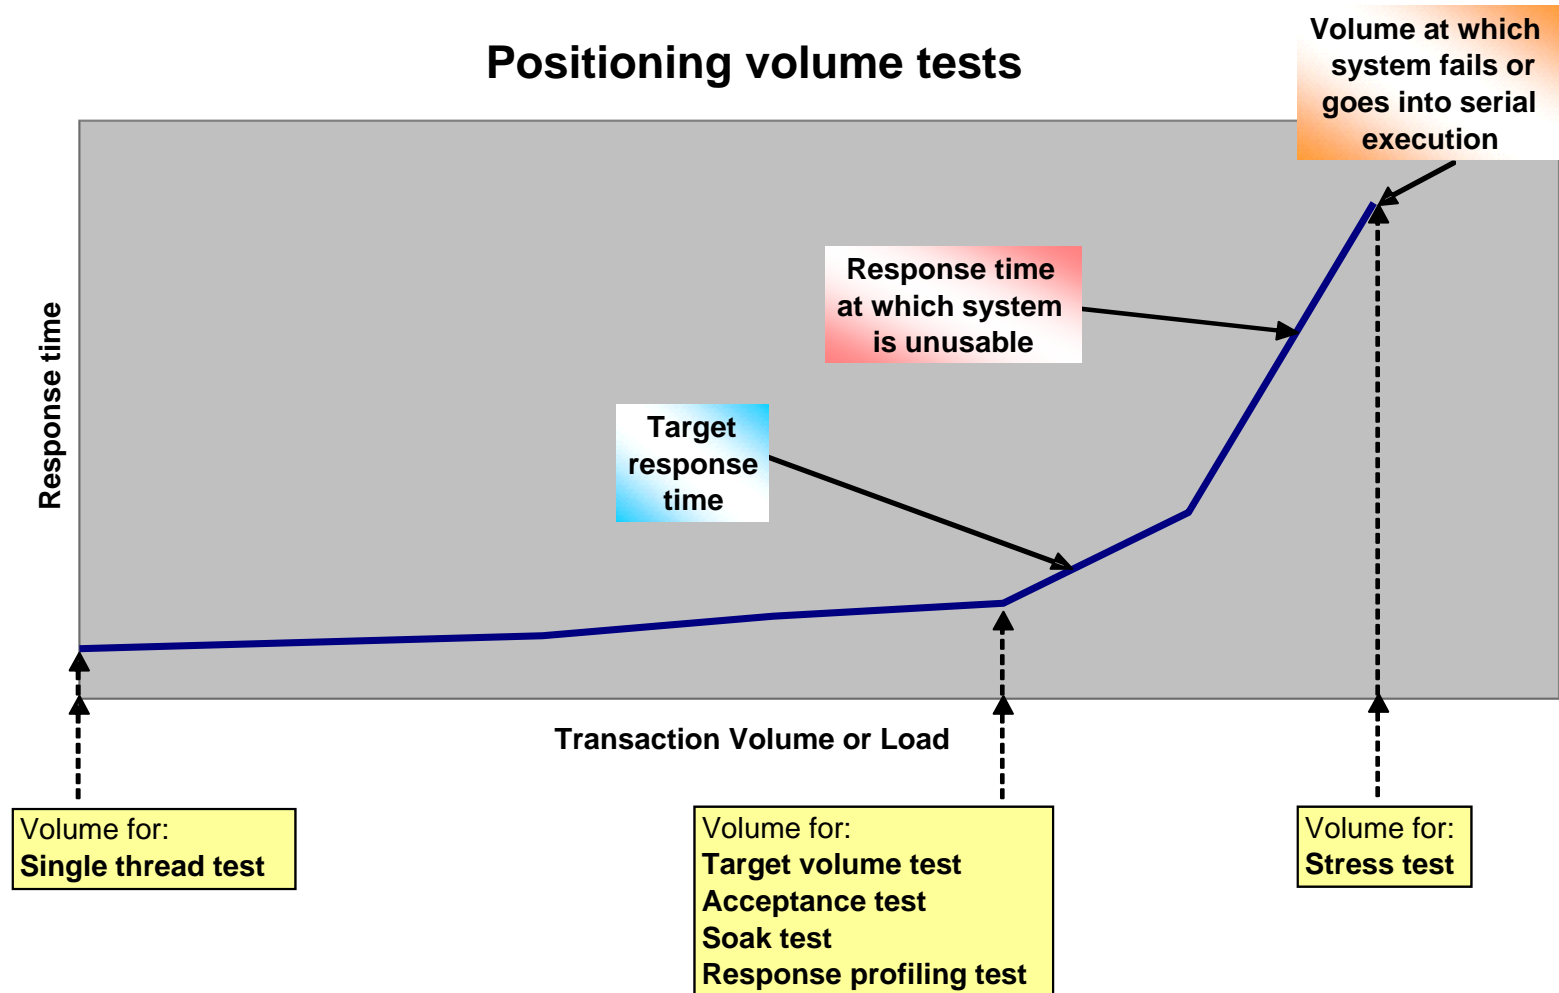 Positioning volume tests
Volume at which
system fails or
goes into serial
execution
Response time
at which system
is unusable
Target
response
time
Response time
Transaction Volume or Load
Volume for:
Single thread test
Volume for:
Target volume test
Acceptance test
Soak test
Response profiling test
Volume for:
Stress test